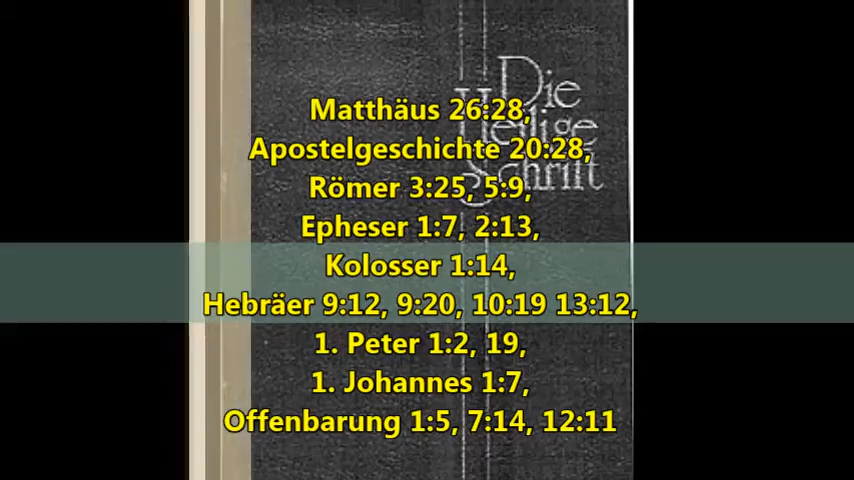 Die
Heilige
Schrift
Matthäus 26:28,
Apostelgeschichte 20:28,
Römer 3:25, 5:9,
Epheser 1:7, 2:13,
Kolosser 1:14,
Hebräer 9:12, 9:20, 10:19 13:12,
1. Peter 1:2, 19,
1. Johannes 1:7,
Offenbarung 1:5, 7:14, 12:11